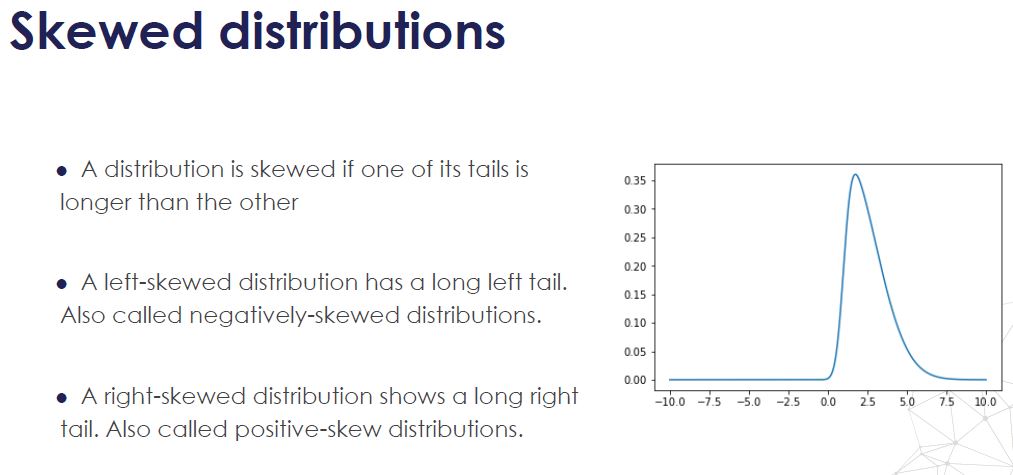 Skewed distributions
● A distribution is skewed if one of its tails is
longer than the other
● A left-skewed distribution has a long left tail.
Also called negatively-skewed distributions.
● A right-skewed distribution shows a long right
tail. Also called positive-skew distributions.
0.35
0.30
0.25
0.20
0.15
0.10
0.05
0.00
−10.0 −7.5 −5.0 −2.5 0.0 2.5 5.0 7.5 10.0